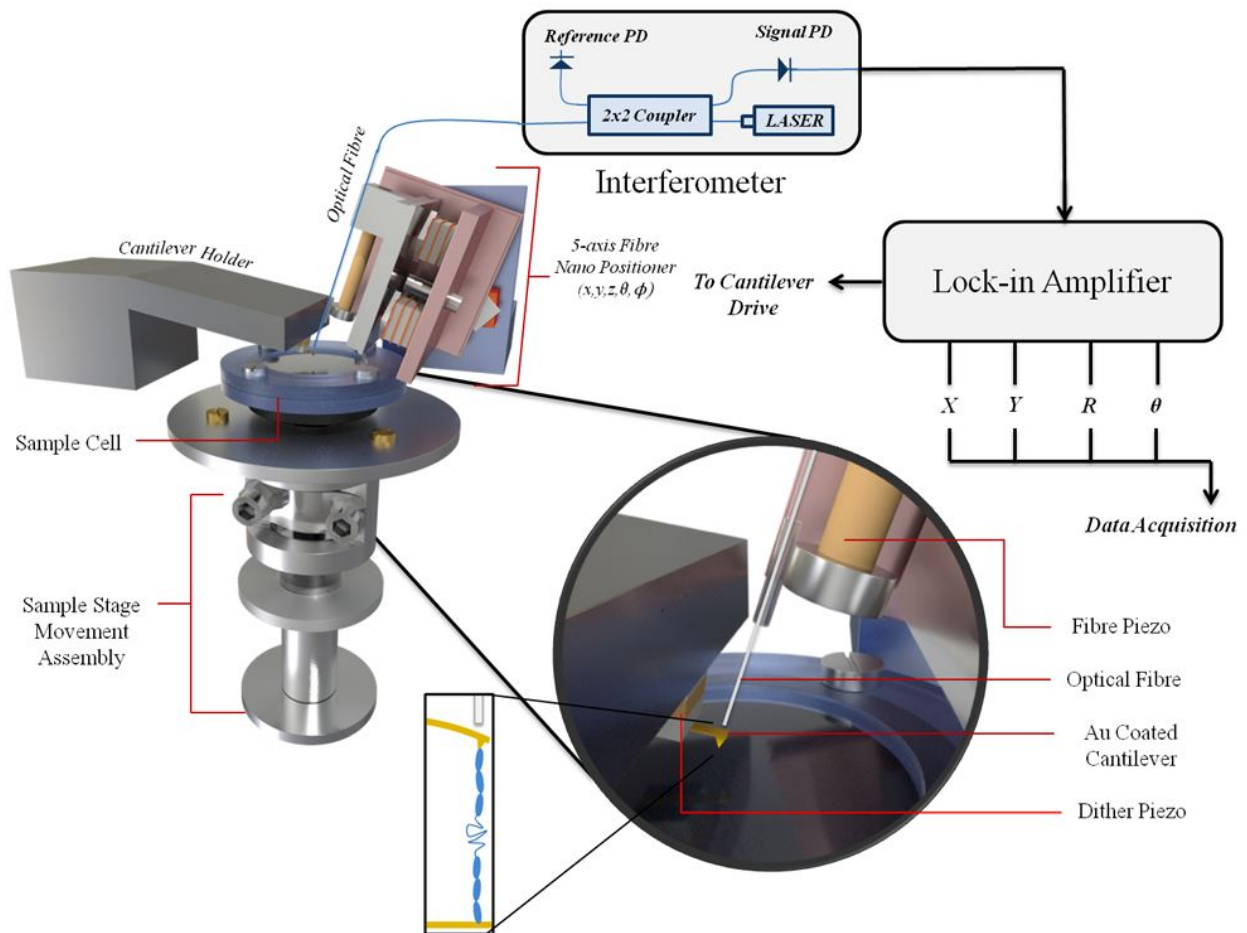 Reference PD
Signal PD
2x2 Coupler
LASER
Interferometer
Optical Fibre
Cantilever Holder
5-axis Fibre
Nano Positioner
(x,y,z,θ, ϕ)
To Cantilever
Drive
Lock-in Amplifier
X
Y
R
θ
Data Acquisition
Sample Cell
Sample Stage
Movement
Assembly
Fibre Piezo
Optical Fibre
Au Coated
Cantilever
Dither Piezo